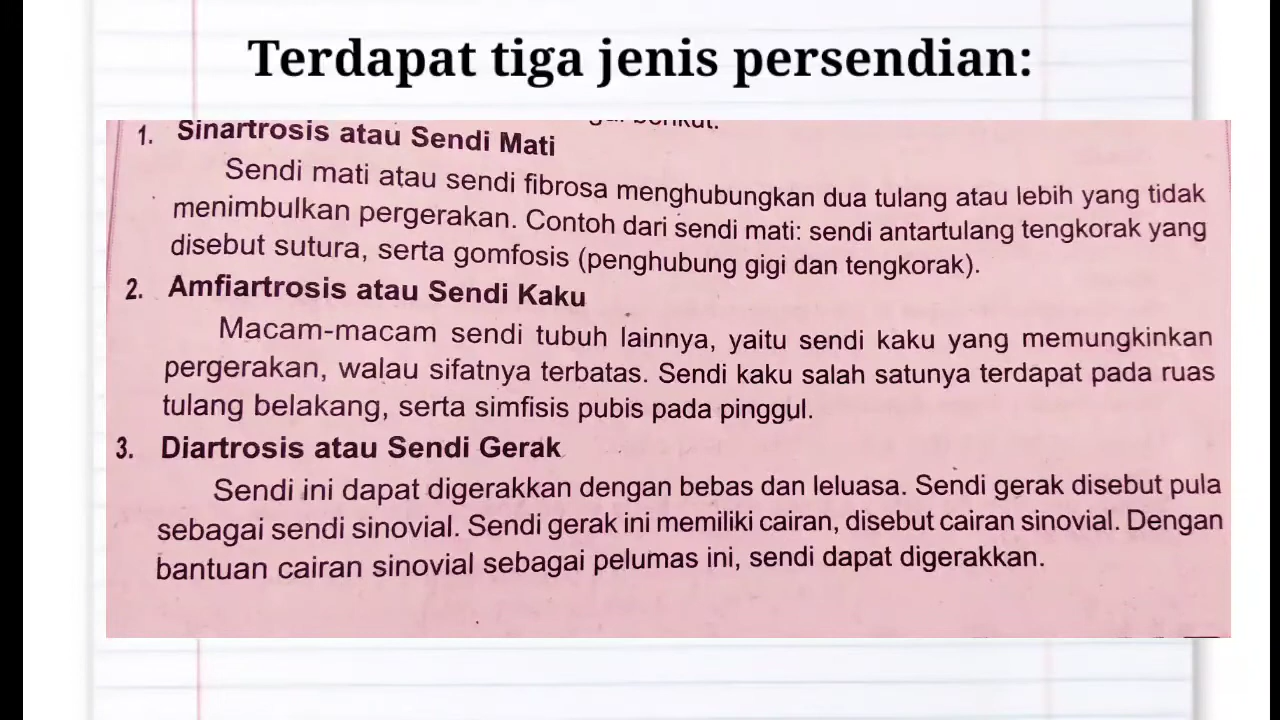 Terdapat tiga jenis persendian:
berikut.
1. Sinartrosis atau Sendi Mati
Sendi mati atau sendi fibrosa menghubungkan dua tulang atau lebih yang tidak
menimbulkan pergerakan. Contoh dari sendi mati: sendi antartulang tengkorak yang
disebut sutura, serta gomfosis (penghubung gigi dan tengkorak).
2. Amfiartrosis atau Sendi Kaku
Macam-macam sendi tubuh lainnya, yaitu sendi kaku yang memungkinkan
pergerakan, walau sifatnya terbatas. Sendi kaku salah satunya terdapat pada ruas
tulang belakang, serta simfisis pubis pada pinggul.
3. Diartrosis atau Sendi Gerak
Sendi ini dapat digerakkan dengan bebas dan leluasa. Sendi gerak disebut pula
sebagai sendi sinovial. Sendi gerak ini memiliki cairan, disebut cairan sinovial. Dengan
bantuan cairan sinovial sebagai pelumas ini, sendi dapat digerakkan.